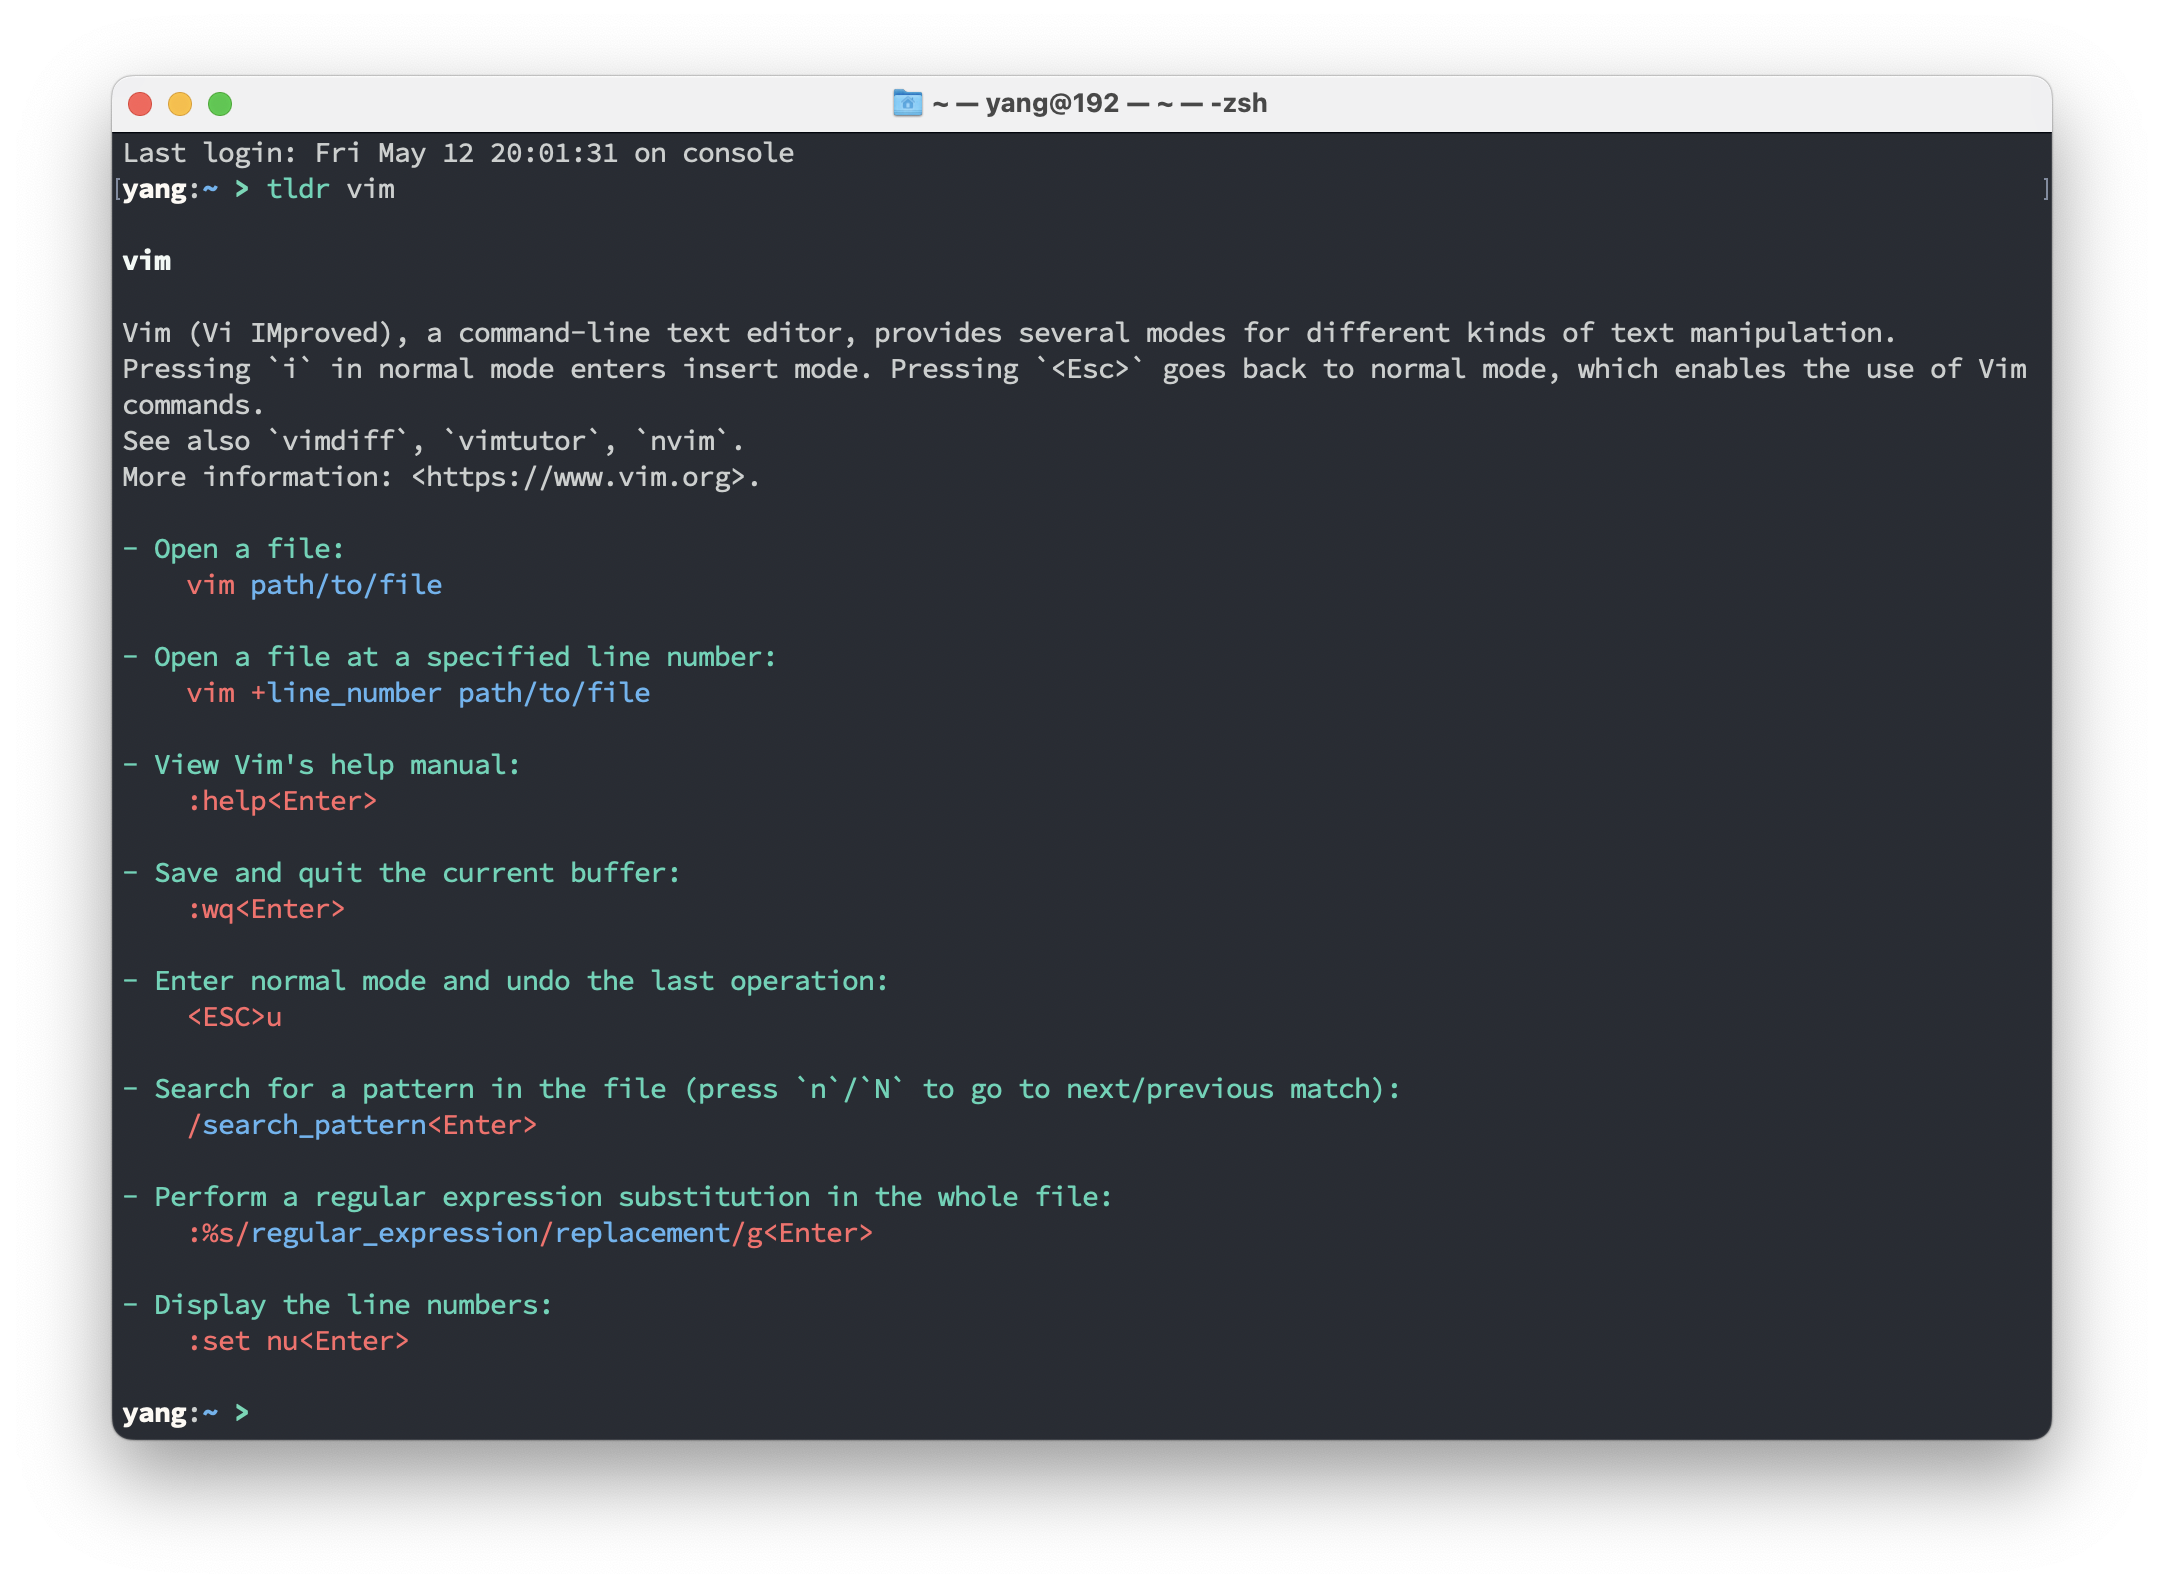 ~ — yang@192 — ~ — -zsh
Last login: Fri May 12 20:01:31 on console
[yang:~ > tldr vim ]
vim
Vim (Vi IMproved), a command-line text editor, provides several modes for different kinds of text manipulation.
Pressing `i` in normal mode enters insert mode. Pressing `<Esc>` goes back to normal mode, which enables the use of Vim
commands.
See also `vimdiff`, `vimtutor`, `nvim`.
More information: <https://www.vim.org>.
- Open a file:
vim path/to/file
- Open a file at a specified line number:
vim +line_number path/to/file
- View Vim's help manual:
:help<Enter>
- Save and quit the current buffer:
:wq<Enter>
- Enter normal mode and undo the last operation:
<ESC>u
- Search for a pattern in the file (press `n`/`N` to go to next/previous match):
/search_pattern<Enter>
- Perform a regular expression substitution in the whole file:
:%s/regular_expression/replacement/g<Enter>
- Display the line numbers:
:set nu<Enter>
yang:~ >